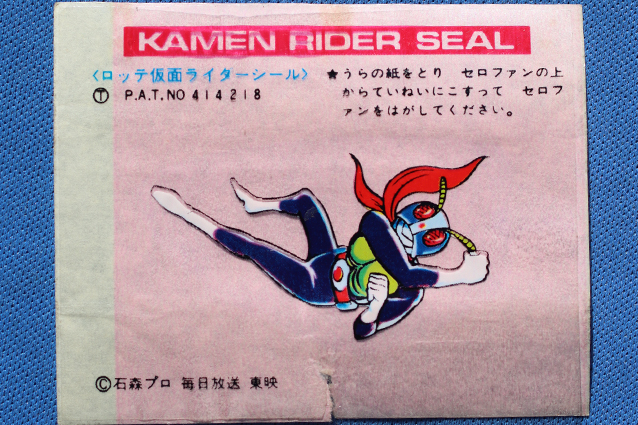 KAMEN RIDER SEAL
〈ロッテ仮面ライダーシール〉
Ⓣ P.A.T.NO 414218
★うらの紙をとり セロファンの上
からていねいにこすって セロフ
ァンをはがしてください。
Ⓒ石森プロ 毎日放送 東映